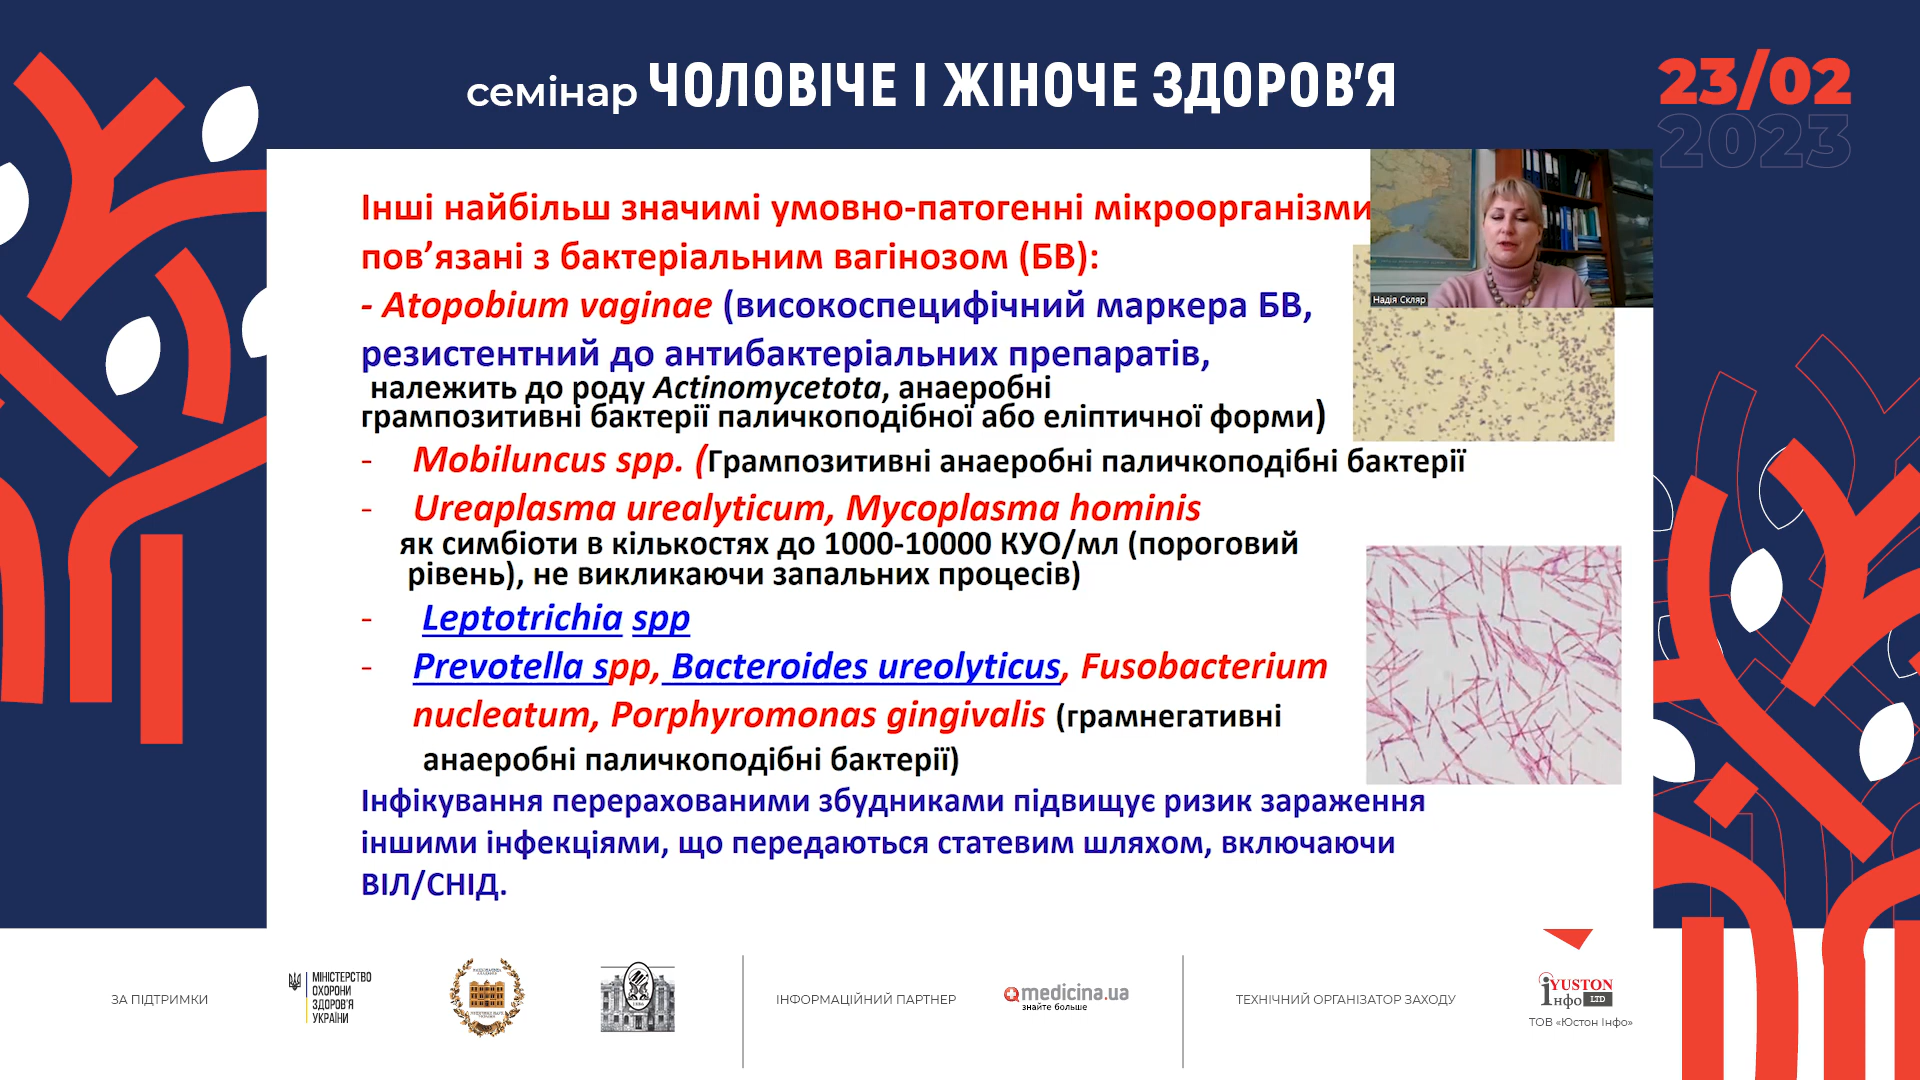 семінар ЧОЛОВІЧЕ І ЖІНОЧЕ ЗДОРОВ'Я
23/02
2023
Інші найбільш значимі умовно-патогенні мікроорганізми
пов’язані з бактеріальним вагінозом (БВ):
- Atopobium vaginae (високоспецифічний маркера БВ,
резистентний до антибактеріальних препаратів,
належить до роду Actinomycetota, анаеробні
грампозитивні бактерії паличкоподібної або еліптичної форми)
- Mobiluncus spp. (Грампозитивні анаеробні паличкоподібні бактерії
- Ureaplasma urealyticum, Mycoplasma hominis
як симбіоти в кількостях до 1000-10000 КУО/мл (пороговий
рівень), не викликаючи запальних процесів)
- Leptotrichia spp
- Prevotella spp, Bacteroides ureolyticus, Fusobacterium
nucleatum, Porphyromonas gingivalis (грамнегативні
анаеробні паличкоподібні бактерії)
Інфікування перерахованими збудниками підвищує ризик зараження
іншими інфекціями, що передаються статевим шляхом, включаючи
ВІЛ/СНІД.
Надія Скляр
ЗА ПІДТРИМКИ
МІНІСТЕРСТВО
ОХОРОНИ
ЗДОРОВ'Я
УКРАЇНИ
ІНФОРМАЦІЙНИЙ ПАРТНЕР
medicina.ua
знайте больше
ТЕХНІЧНИЙ ОРГАНІЗАТОР ЗАХОДУ
iYUSTON
Інфо LTD
ТОВ «Юстон Інфо»